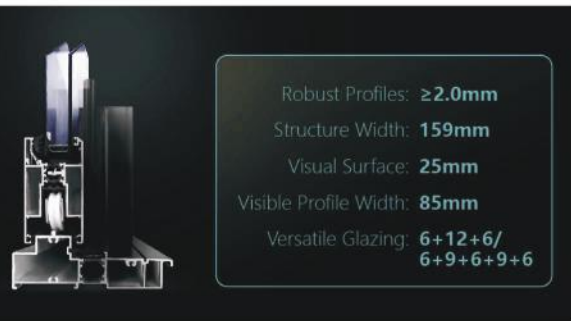 Robust Profiles: ≥2.0mm
Structure Width: 159mm
Visual Surface: 25mm
Visible Profile Width: 85mm
Versatile Glazing: 6+12+6/
6+9+6+9+6